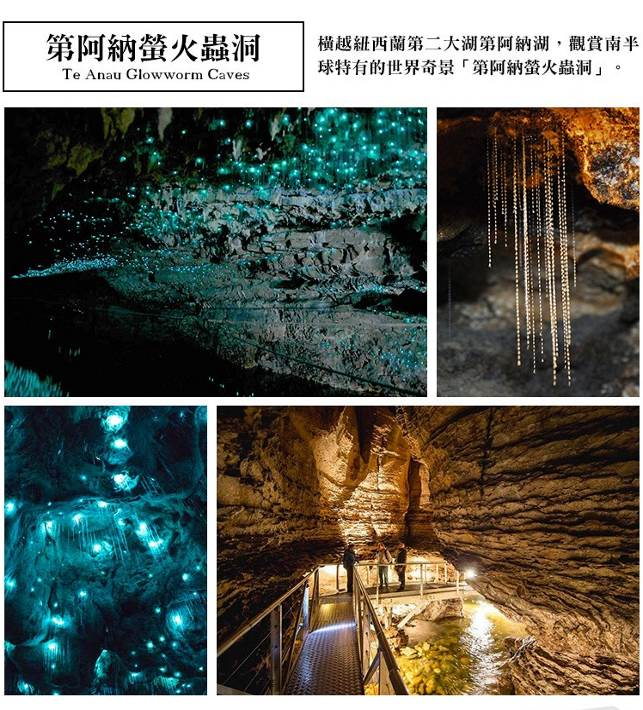 第阿納螢火蟲洞
Te Anau Glowworm Caves
橫越紐西蘭第二大湖第阿納湖，觀賞南半
球特有的世界奇景「第阿納螢火蟲洞」。